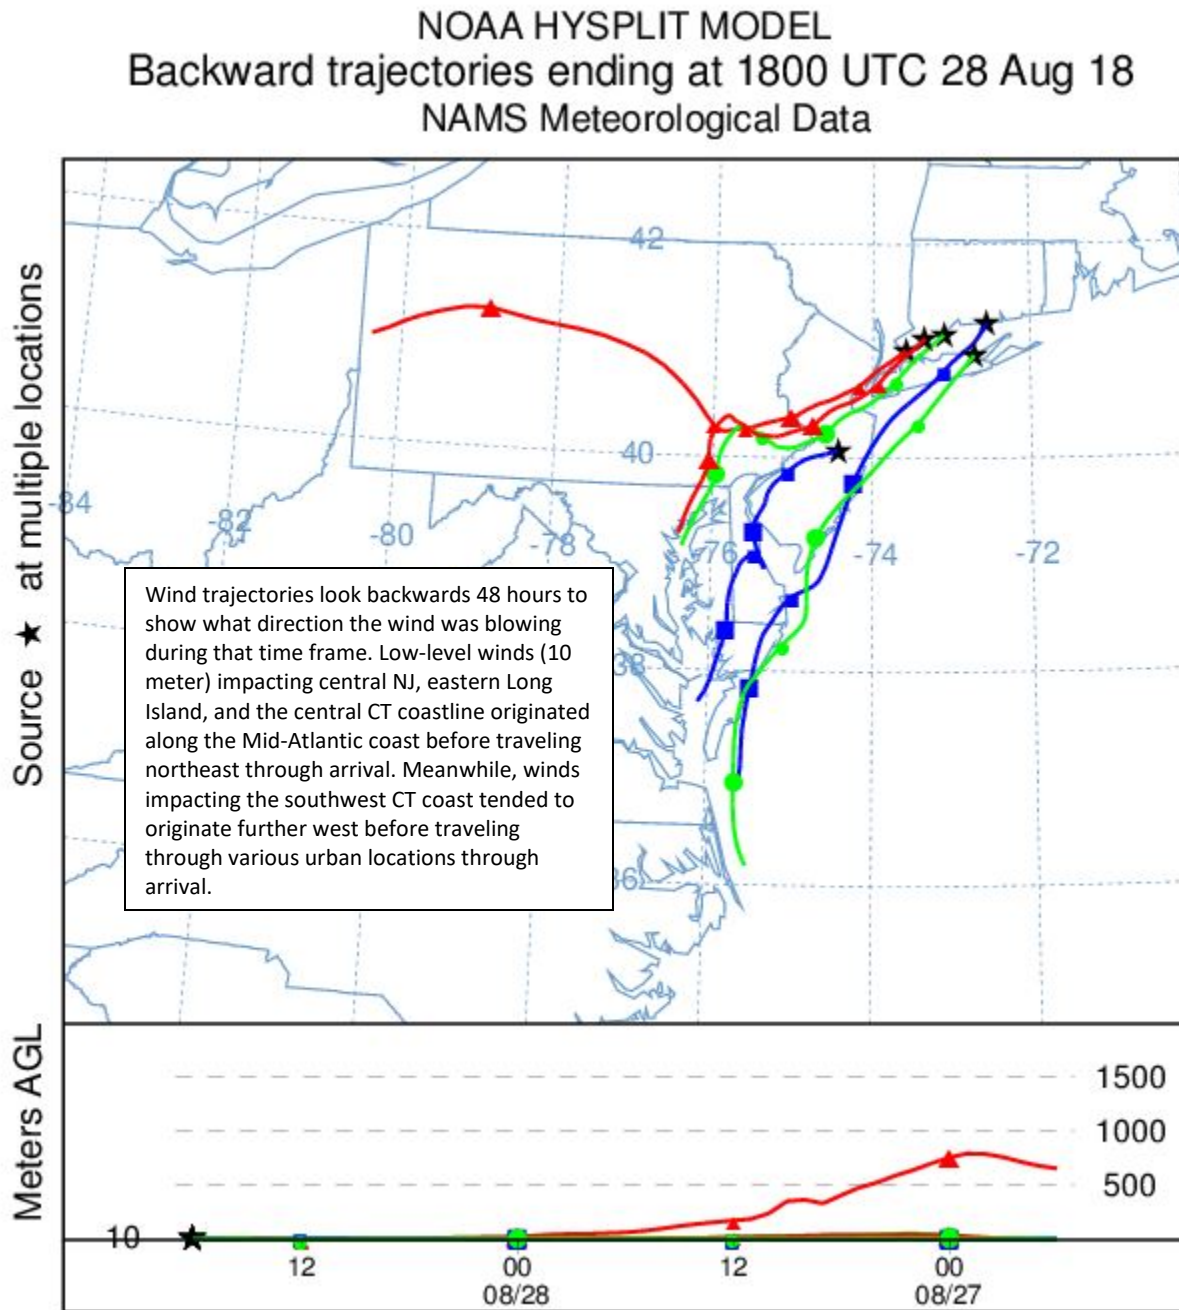 NOAA HYSPLIT MODEL
Backward trajectories ending at 1800 UTC 28 Aug 18
NAMS Meteorological Data
Source ★ at multiple locations
42
40
-84
-82
-80
-78
-76
-74
-72
38
36
Wind trajectories look backwards 48 hours to
show what direction the wind was blowing
during that time frame. Low-level winds (10
meter) impacting central NJ, eastern Long
Island, and the central CT coastline originated
along the Mid-Atlantic coast before traveling
northeast through arrival. Meanwhile, winds
impacting the southwest CT coast tended to
originate further west before traveling
through various urban locations through
arrival.
Meters AGL
1500
1000
500
10
12 00 12 00
08/28 08/27